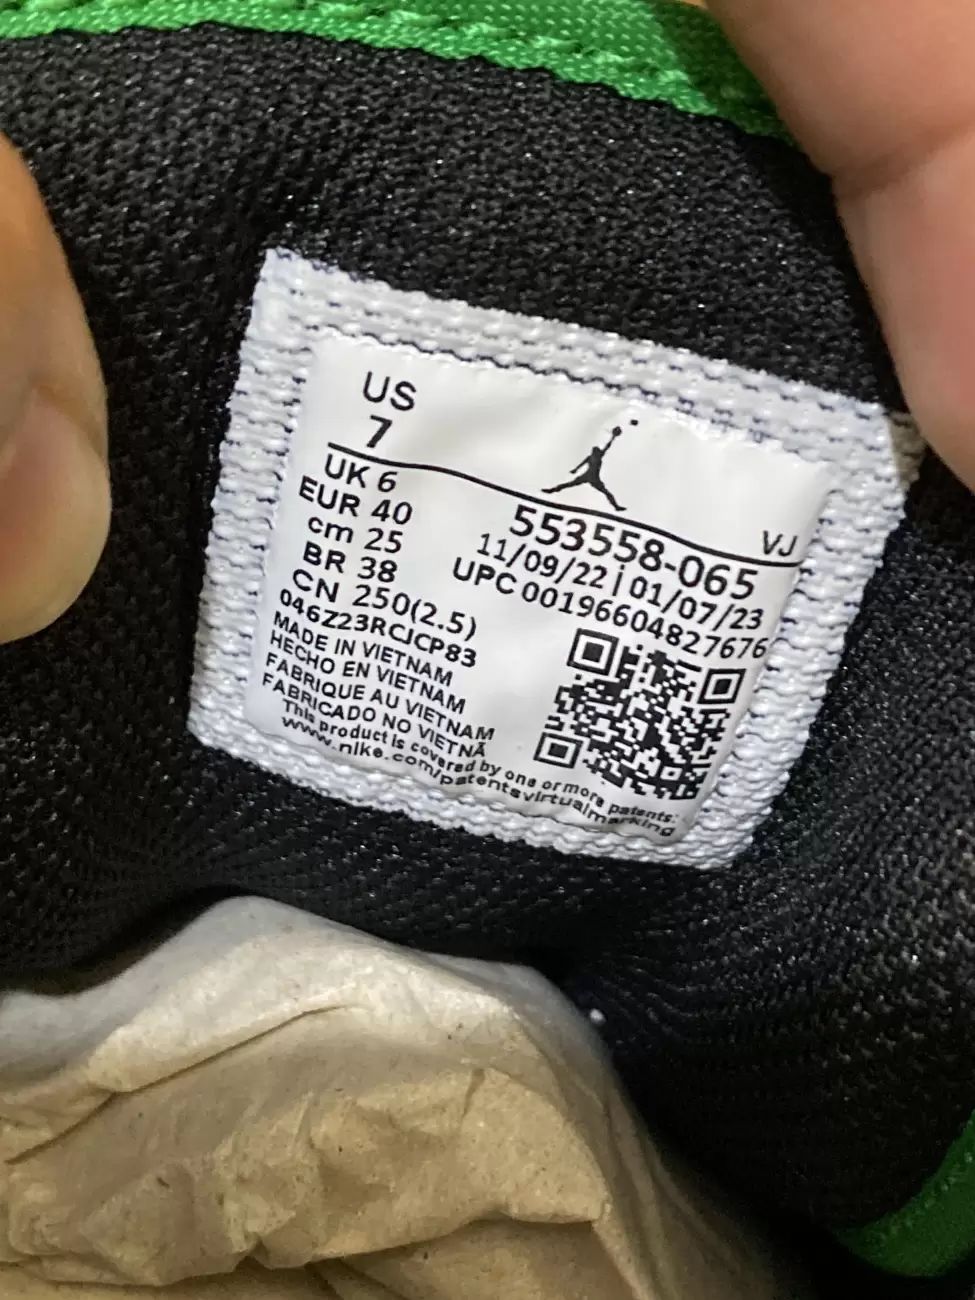 US
7
UK 6
EUR 40
cm 25
BR 38
CN 250(2.5)
046Z23RCJCP83
MADE IN VIETNAM
HECHO EN VIETNAM
FABRIQUE AU VIETNAM
FABRICADO NO VIETNÃ
This product is covered by one or more patents:
www.nike.com/patentsvirtualmarking
VJ
553558-065
11/09/22 | 01/07/23
UPC 00196604827676